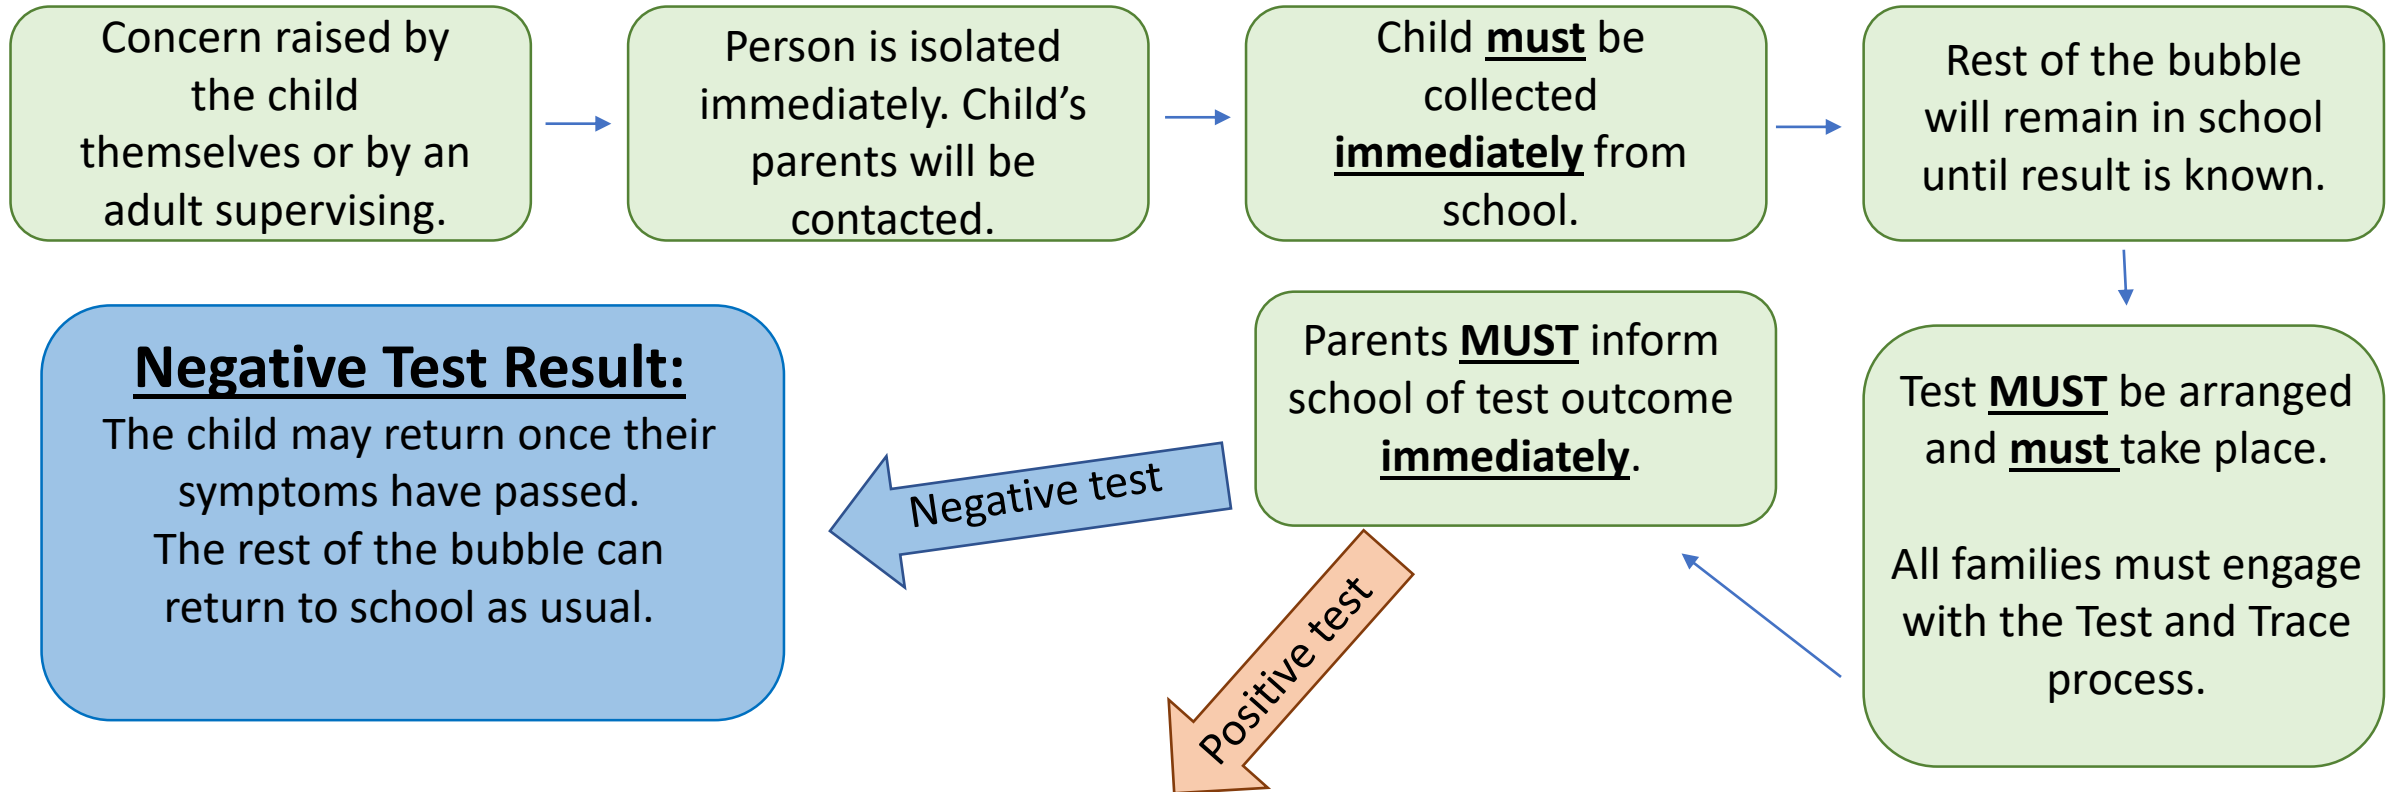 Concern raised by
the child
themselves or by an
adult supervising.
Person is isolated
immediately. Child’s
parents will be
contacted.
Child must be
collected
immediately from
school.
Rest of the bubble
will remain in school
until result is known.
Test MUST be arranged
and must take place.
All families must engage
with the Test and Trace
process.
Parents MUST inform
school of test outcome
immediately.
Negative test
Negative Test Result:
The child may return once their
symptoms have passed.
The rest of the bubble can
return to school as usual.
Positive test